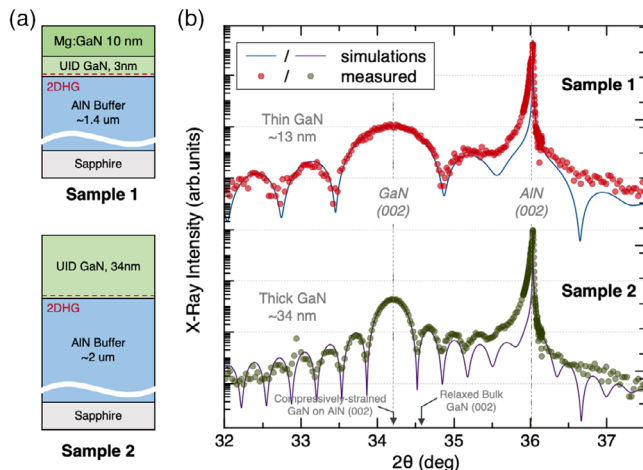 (a)
Mg:GaN 10 nm
UID GaN, 3nm
2DHG
AlN Buffer
~1.4 um
Sapphire
Sample 1
UID GaN, 34nm
2DHG
AlN Buffer
~2 um
Sapphire
Sample 2
(b)
X-Ray Intensity (arb.units)
/ simulations
/ measured
Sample 1
Thin GaN
~13 nm
GaN
(002)
AlN
(002)
Sample 2
Thick GaN
~34 nm
Compressively-strained
GaN on AlN (002)
Relaxed Bulk
GaN (002)
32 33 34 35 36 37
2θ (deg)